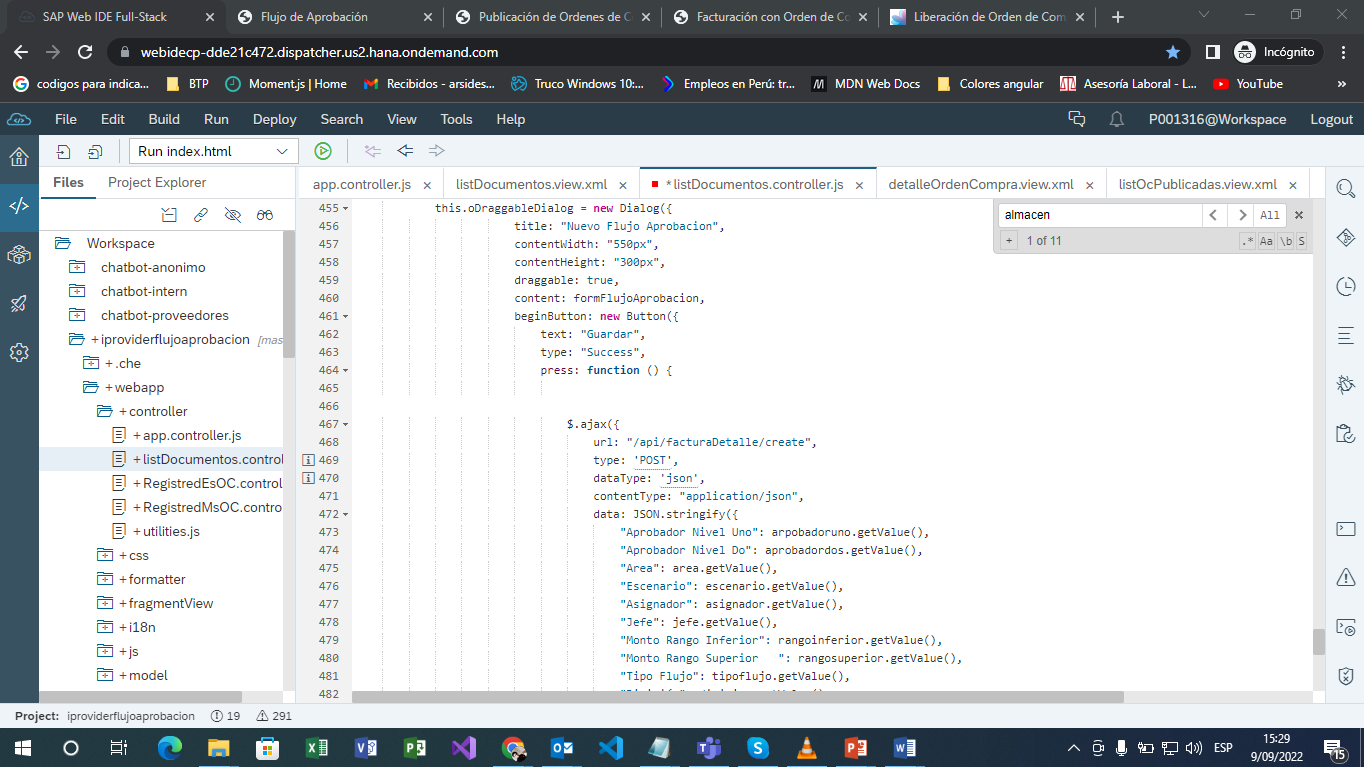 SAP Web IDE Full-Stack
Flujo de Aprobación
Publicación de Ordenes de C
Facturación con Orden de Co
Liberación de Orden de Com
webidecp-dde21c472.dispatcher.us2.hana.ondemand.com
Incógnito
codigos para indica...
BTP
Moment.js | Home
Recibidos - arsides...
Truco Windows 10:...
Empleos en Perú: tr...
MDN Web Docs
Colores angular
Asesoría Laboral - L...
YouTube
»
File Edit Build Run Deploy Search View Tools Help
P001316@Workspace
Logout
Run index.html
Files
Project Explorer
app.controller.js ×
listDocumentos.view.xml ×
*listDocumentos.controller.js ×
detalleOrdenCompra.view.xml ×
listOcPublicadas.view.xml ×
almacen
All
+ 1 of 11
.* Aa \b S
Workspace
chatbot-anonimo
chatbot-intern
chatbot-proveedores
+ iproviderflujoaprobacion [mas
+ .che
+ webapp
+ controller
+ app.controller.js
+ listDocumentos.control
+ RegistredEsOC.control
+ RegistredMsOC.contro
+ utilities.js
+ css
+ formatter
+ fragmentView
+ i18n
+ js
+ model
455 this.oDraggableDialog = new Dialog({
456 title: "Nuevo Flujo Aprobacion",
457 contentWidth: "550px",
458 contentHeight: "300px",
459 draggable: true,
460 content: formFlujoAprobacion,
461 beginButton: new Button({
462 text: "Guardar",
463 type: "Success",
464 press: function () {
465
466
467 $.ajax({
468 url: "/api/facturaDetalle/create",
469 type: 'POST',
470 dataType: 'json',
471 contentType: "application/json",
472 data: JSON.stringify({
473 "Aprobador Nivel Uno": arpobadoruno.getValue(),
474 "Aprobador Nivel Do": aprobadordos.getValue(),
475 "Area": area.getValue(),
476 "Escenario": escenario.getValue(),
477 "Asignador": asignador.getValue(),
478 "Jefe": jefe.getValue(),
479 "Monto Rango Inferior": rangoinferior.getValue(),
480 "Monto Rango Superior   ": rangosuperior.getValue(),
481 "Tipo Flujo": tipoflujo.getValue(),
482
Project: iproviderflujoaprobacion
19
291
ESP
15:29
9/09/2022
15